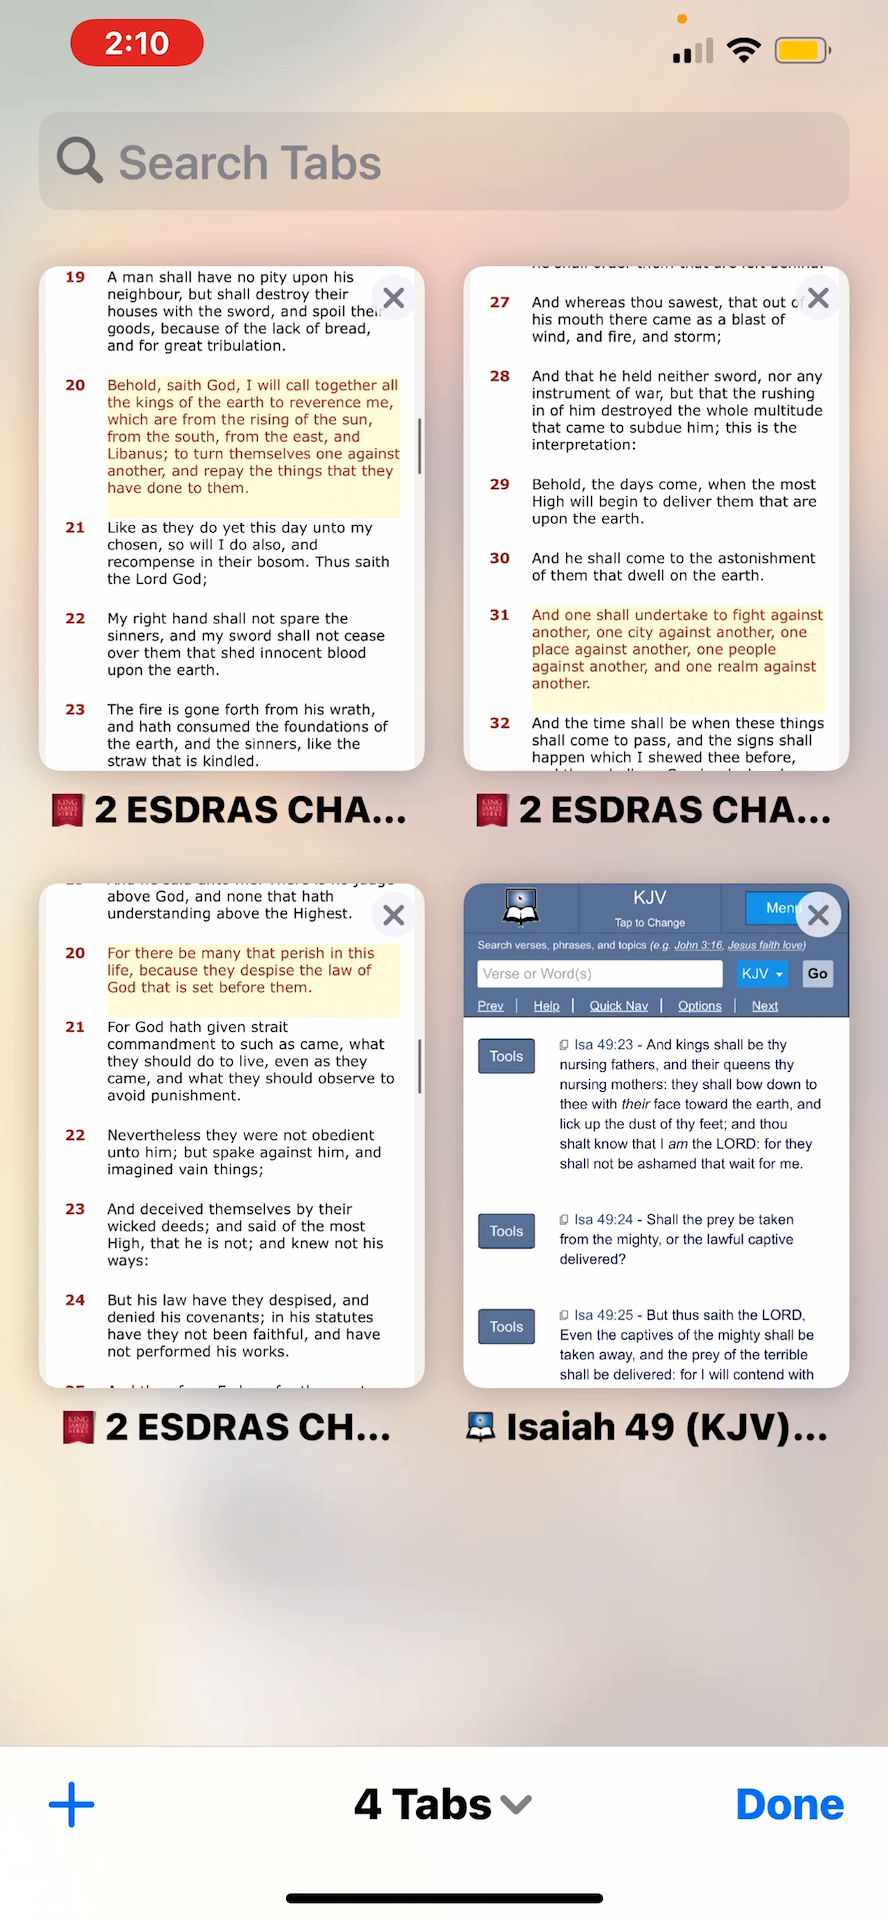 2:10
Search Tabs
19 A man shall have no pity upon his
neighbour, but shall destroy their
houses with the sword, and spoil their
goods, because of the lack of bread,
and for great tribulation.
20 Behold, saith God, I will call together all
the kings of the earth to reverence me,
which are from the rising of the sun,
from the south, from the east, and
Libanus; to turn themselves one against
another, and repay the things that they
have done to them.
21 Like as they do yet this day unto my
chosen, so will I do also, and
recompense in their bosom. Thus saith
the Lord God;
22 My right hand shall not spare the
sinners, and my sword shall not cease
over them that shed innocent blood
upon the earth.
23 The fire is gone forth from his wrath,
and hath consumed the foundations of
the earth, and the sinners, like the
straw that is kindled.
2 ESDRAS CHA...
27 And whereas thou sawest, that out of
his mouth there came as a blast of
wind, and fire, and storm;
28 And that he held neither sword, nor any
instrument of war, but that the rushing
in of him destroyed the whole multitude
that came to subdue him; this is the
interpretation:
29 Behold, the days come, when the most
High will begin to deliver them that are
upon the earth.
30 And he shall come to the astonishment
of them that dwell on the earth.
31 And one shall undertake to fight against
another, one city against another, one
place against another, one people
against another, and one realm against
another.
32 And the time shall be when these things
shall come to pass, and the signs shall
happen which I shewed thee before,
2 ESDRAS CHA...
above God, and none that hath
understanding above the Highest.
20 For there be many that perish in this
life, because they despise the law of
God that is set before them.
21 For God hath given strait
commandment to such as came, what
they should do to live, even as they
came, and what they should observe to
avoid punishment.
22 Nevertheless they were not obedient
unto him; but spake against him, and
imagined vain things;
23 And deceived themselves by their
wicked deeds; and said of the most
High, that he is not; and knew not his
ways:
24 But his law have they despised, and
denied his covenants; in his statutes
have they not been faithful, and have
not performed his works.
2 ESDRAS CH...
KJV
Tap to Change
Menu
Search verses, phrases, and topics (e.g. John 3:16, Jesus faith love)
Verse or Word(s) KJV Go
Prev | Help | Quick Nav | Options | Next
Tools Isa 49:23 - And kings shall be thy
nursing fathers, and their queens thy
nursing mothers: they shall bow down to
thee with their face toward the earth, and
lick up the dust of thy feet; and thou
shalt know that I am the LORD: for they
shall not be ashamed that wait for me.
Tools Isa 49:24 - Shall the prey be taken
from the mighty, or the lawful captive
delivered?
Tools Isa 49:25 - But thus saith the LORD,
Even the captives of the mighty shall be
taken away, and the prey of the terrible
shall be delivered: for I will contend with
Isaiah 49 (KJV)...
4 Tabs
Done